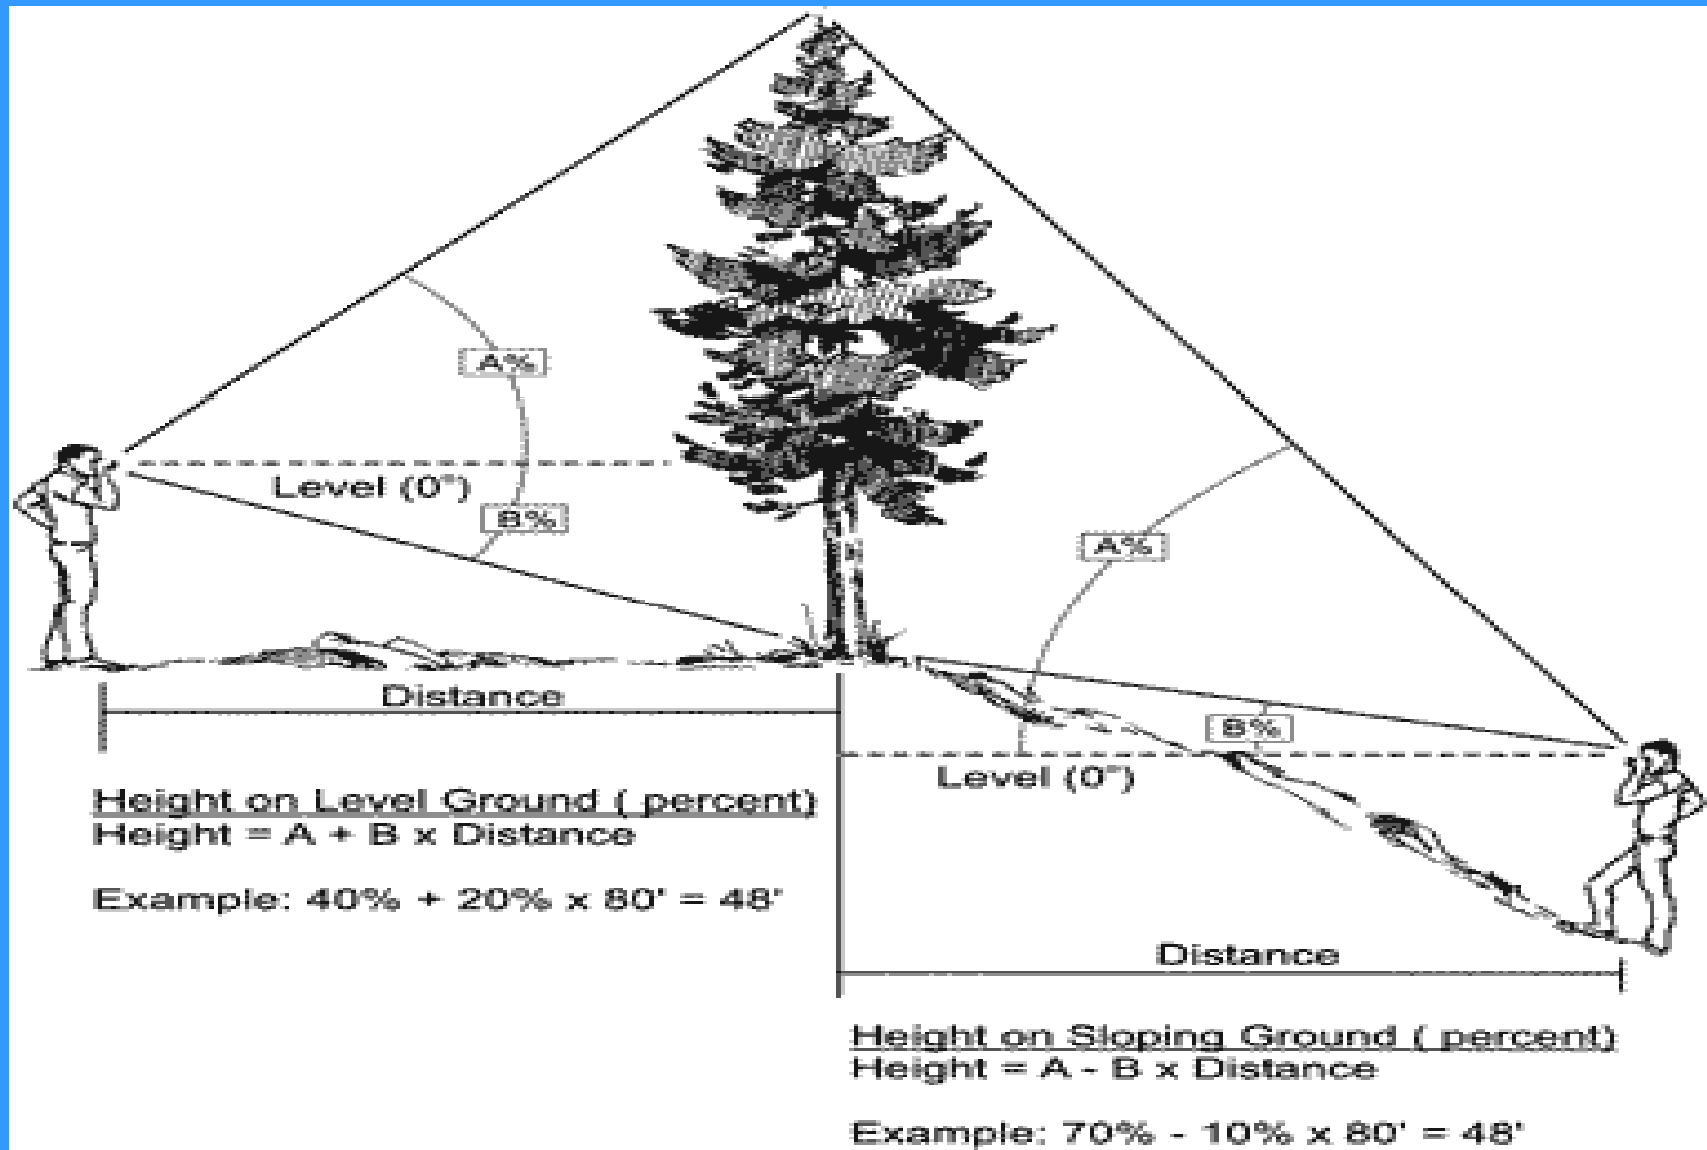 A%
Level (0°)
B%
A%
B%
Distance
Level (0°)
Height on Level Ground ( percent)
Height = A + B x Distance
Example: 40% + 20% x 80' = 48'
Distance
Height on Sloping Ground ( percent)
Height = A - B x Distance
Example: 70% - 10% x 80' = 48'